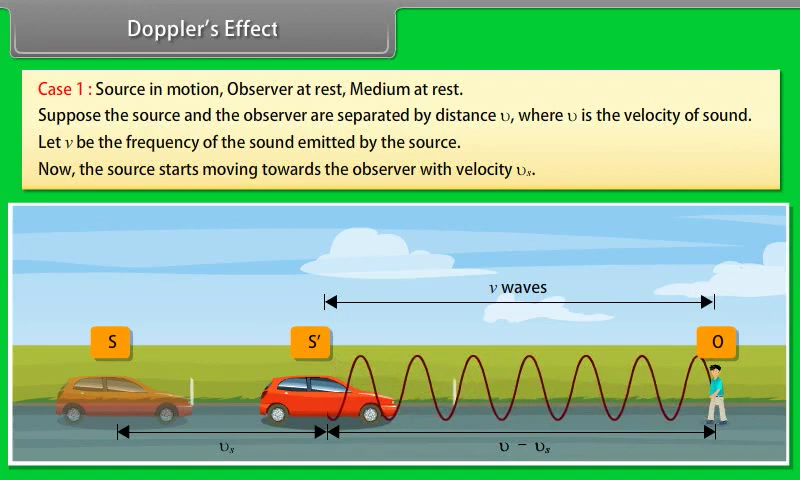 Doppler's Effect
Case 1 : Source in motion, Observer at rest, Medium at rest.
Suppose the source and the observer are separated by distance υ, where υ is the velocity of sound.
Let ν be the frequency of the sound emitted by the source.
Now, the source starts moving towards the observer with velocity υₛ.
ν waves
S
S'
O
υₛ
υ − υₛ